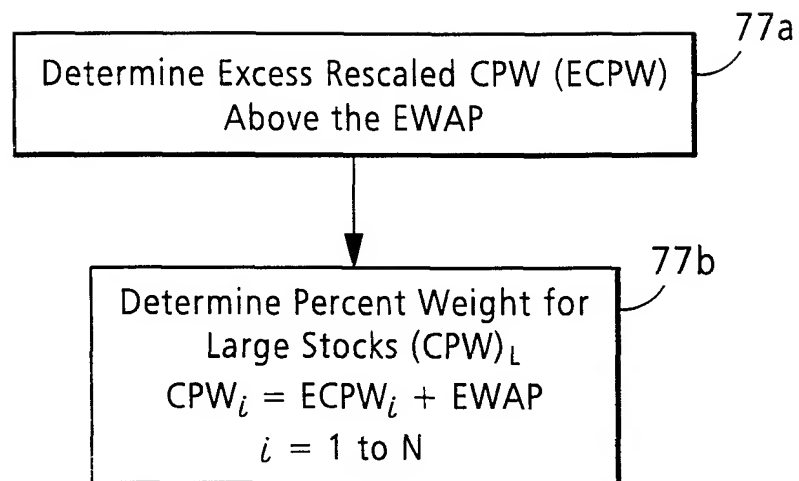 77a
Determine Excess Rescaled CPW (ECPW)
Above the EWAP
77b
Determine Percent Weight for
Large Stocks (CPW)L
CPWi = ECPWi + EWAP
i = 1 to N